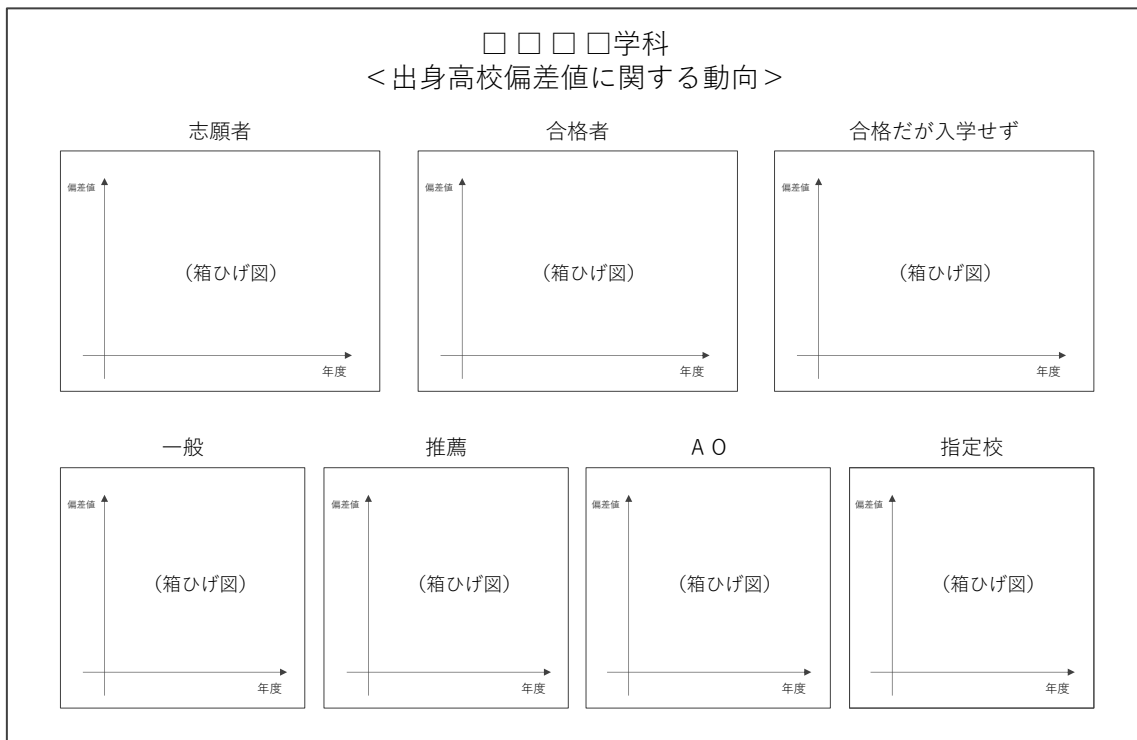 □□□□学科
<出身高校偏差値に関する動向>
志願者
合格者
合格だが入学せず
偏差値
(箱ひげ図)
年度
偏差値
(箱ひげ図)
年度
偏差値
(箱ひげ図)
年度
一般
推薦
AO
指定校
偏差値
(箱ひげ図)
年度
偏差値
(箱ひげ図)
年度
偏差値
(箱ひげ図)
年度
偏差値
(箱ひげ図)
年度